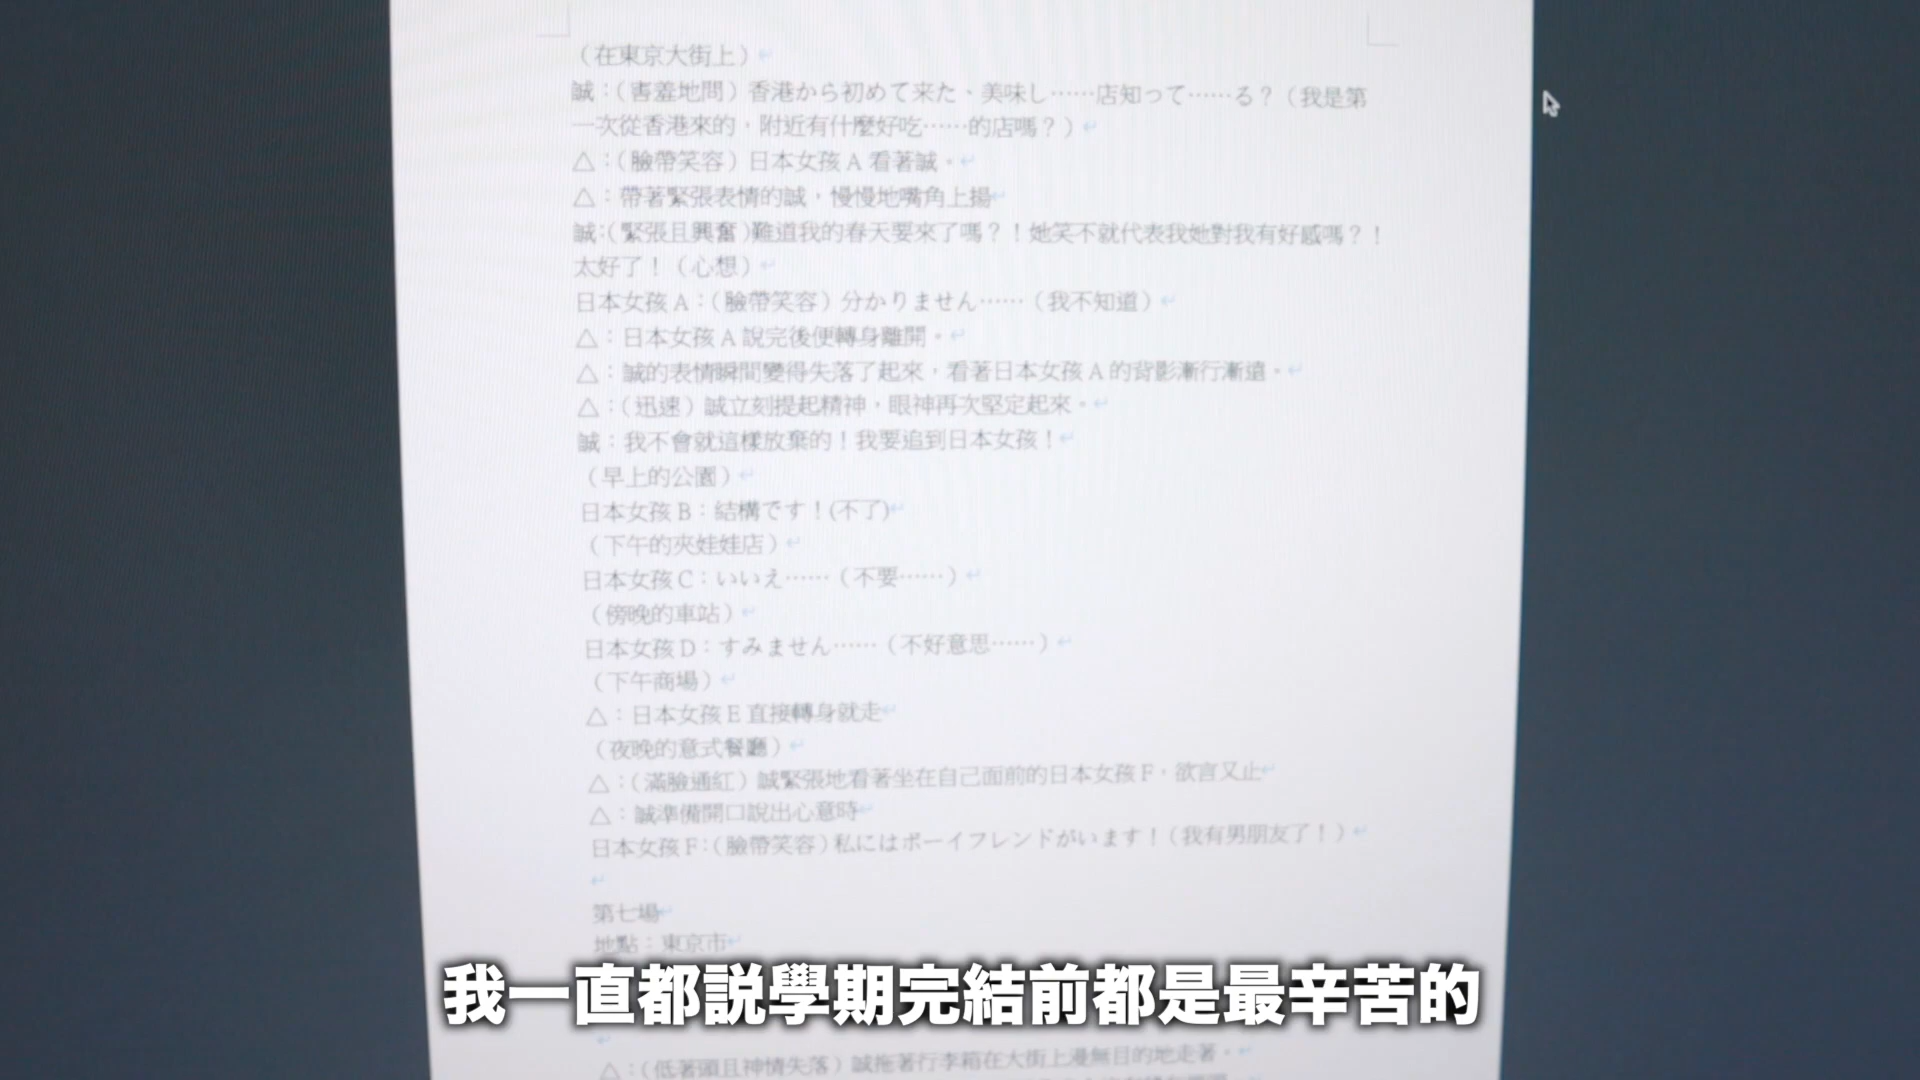 （在東京大街上）
誠：（害羞地問）香港から初めて来た、美味し……店知って……る？（我是第
一次從香港來的，附近有什麼好吃……的店嗎？）
△：（臉帶笑容）日本女孩 A 看著誠。
△：帶著緊張表情的誠，慢慢地嘴角上揚
誠：（緊張且興奮）難道我的春天要來了嗎？！她笑不就代表我她對我有好感嗎？！
太好了！（心想）
日本女孩 A：（臉帶笑容）分かりません……（我不知道）
△：日本女孩 A 說完後便轉身離開。
△：誠的表情瞬間變得失落了起來，看著日本女孩 A 的背影漸行漸遠。
△：（迅速）誠立刻提起精神，眼神再次堅定起來。
誠：我不會就這樣放棄的！我要追到日本女孩！
（早上的公園）
日本女孩 B：結構です！(不了)
（下午的夾娃娃店）
日本女孩 C：いいえ……（不要……）
（傍晚的車站）
日本女孩 D：すみません……（不好意思……）
（下午商場）
△：日本女孩 E 直接轉身就走
（夜晚的意式餐廳）
△：（滿臉通紅）誠緊張地看著坐在自己面前的日本女孩 F，欲言又止
△：誠準備開口說出心意時
日本女孩 F：（臉帶笑容）私にはボーイフレンドがいます！（我有男朋友了！）
第七場
地點：東京市
我一直都説學期完結前都是最辛苦的
△：（低著頭且神情失落）誠拖著行李箱在大街上漫無目的地走著。